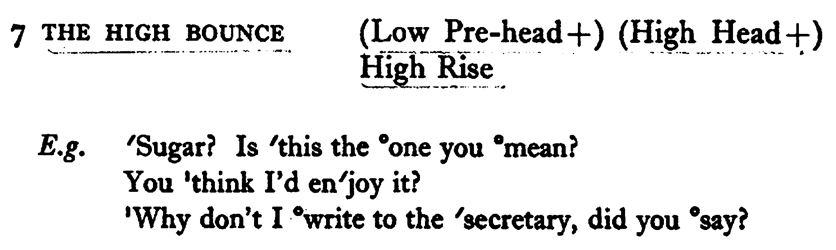 7 THE HIGH BOUNCE (Low Pre-head+) (High Head+)
High Rise
E.g. ˊSugar? Is ˊthis the °one you °mean?
You ˈthink I'd enˊjoy it?
ˈWhy don't I °write to the ˊsecretary, did you °say?